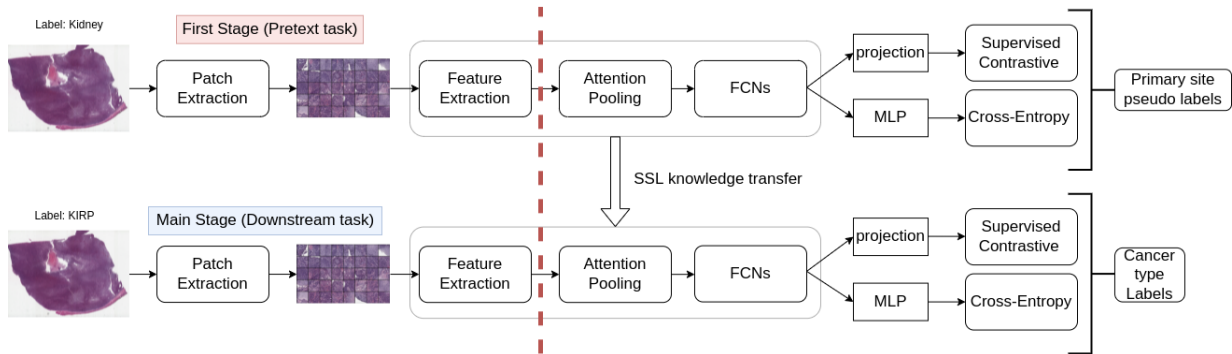 Label: Kidney
First Stage (Pretext task)
Patch
Extraction
Feature
Extraction
Attention
Pooling
FCNs
projection
MLP
Supervised
Contrastive
Cross-Entropy
Primary site
pseudo labels
SSL knowledge transfer
Label: KIRP
Main Stage (Downstream task)
Patch
Extraction
Feature
Extraction
Attention
Pooling
FCNs
projection
MLP
Supervised
Contrastive
Cross-Entropy
Cancer
type
Labels